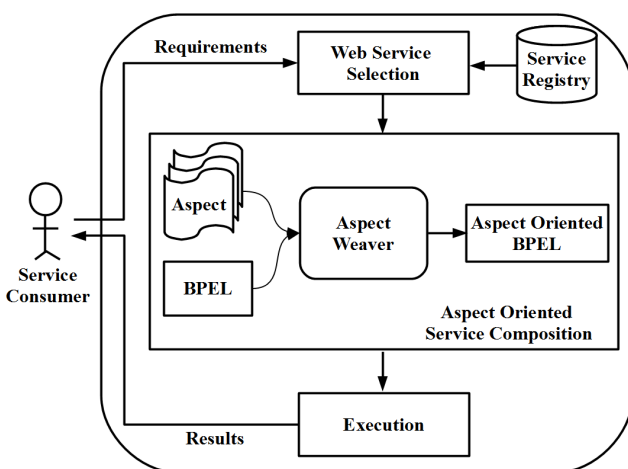 Requirements
Web Service
Selection
Service
Registry
Aspect
BPEL
Aspect
Weaver
Aspect Oriented
BPEL
Aspect Oriented
Service Composition
Service
Consumer
Execution
Results